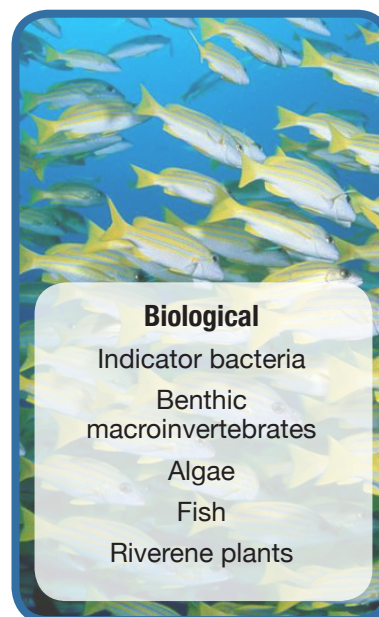 Biological
Indicator bacteria
Benthic
macroinvertebrates
Algae
Fish
Riverene plants